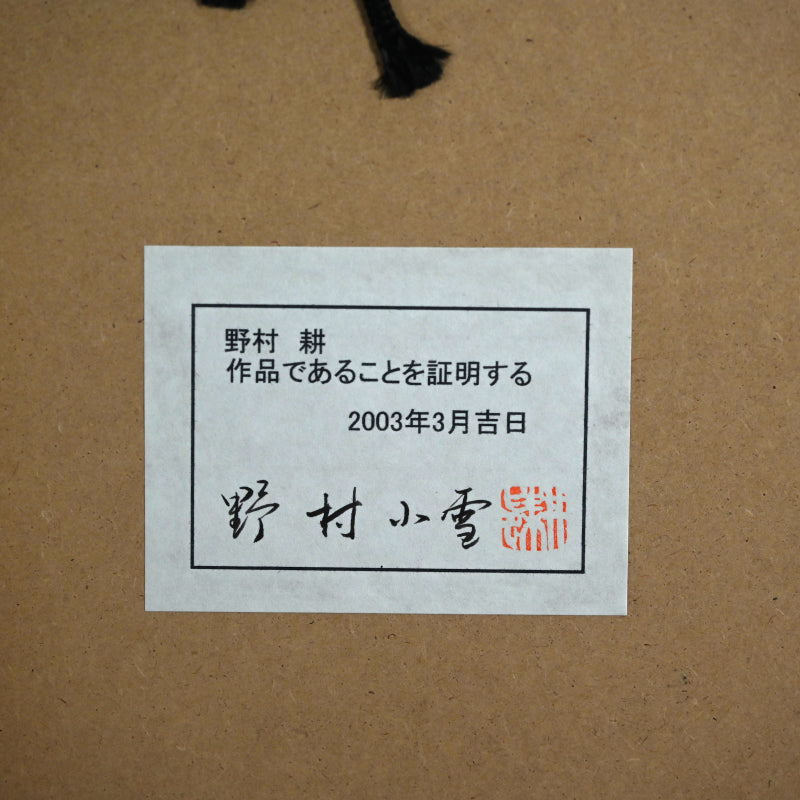 野村　耕
作品であることを証明する
2003年3月吉日
野村小雪